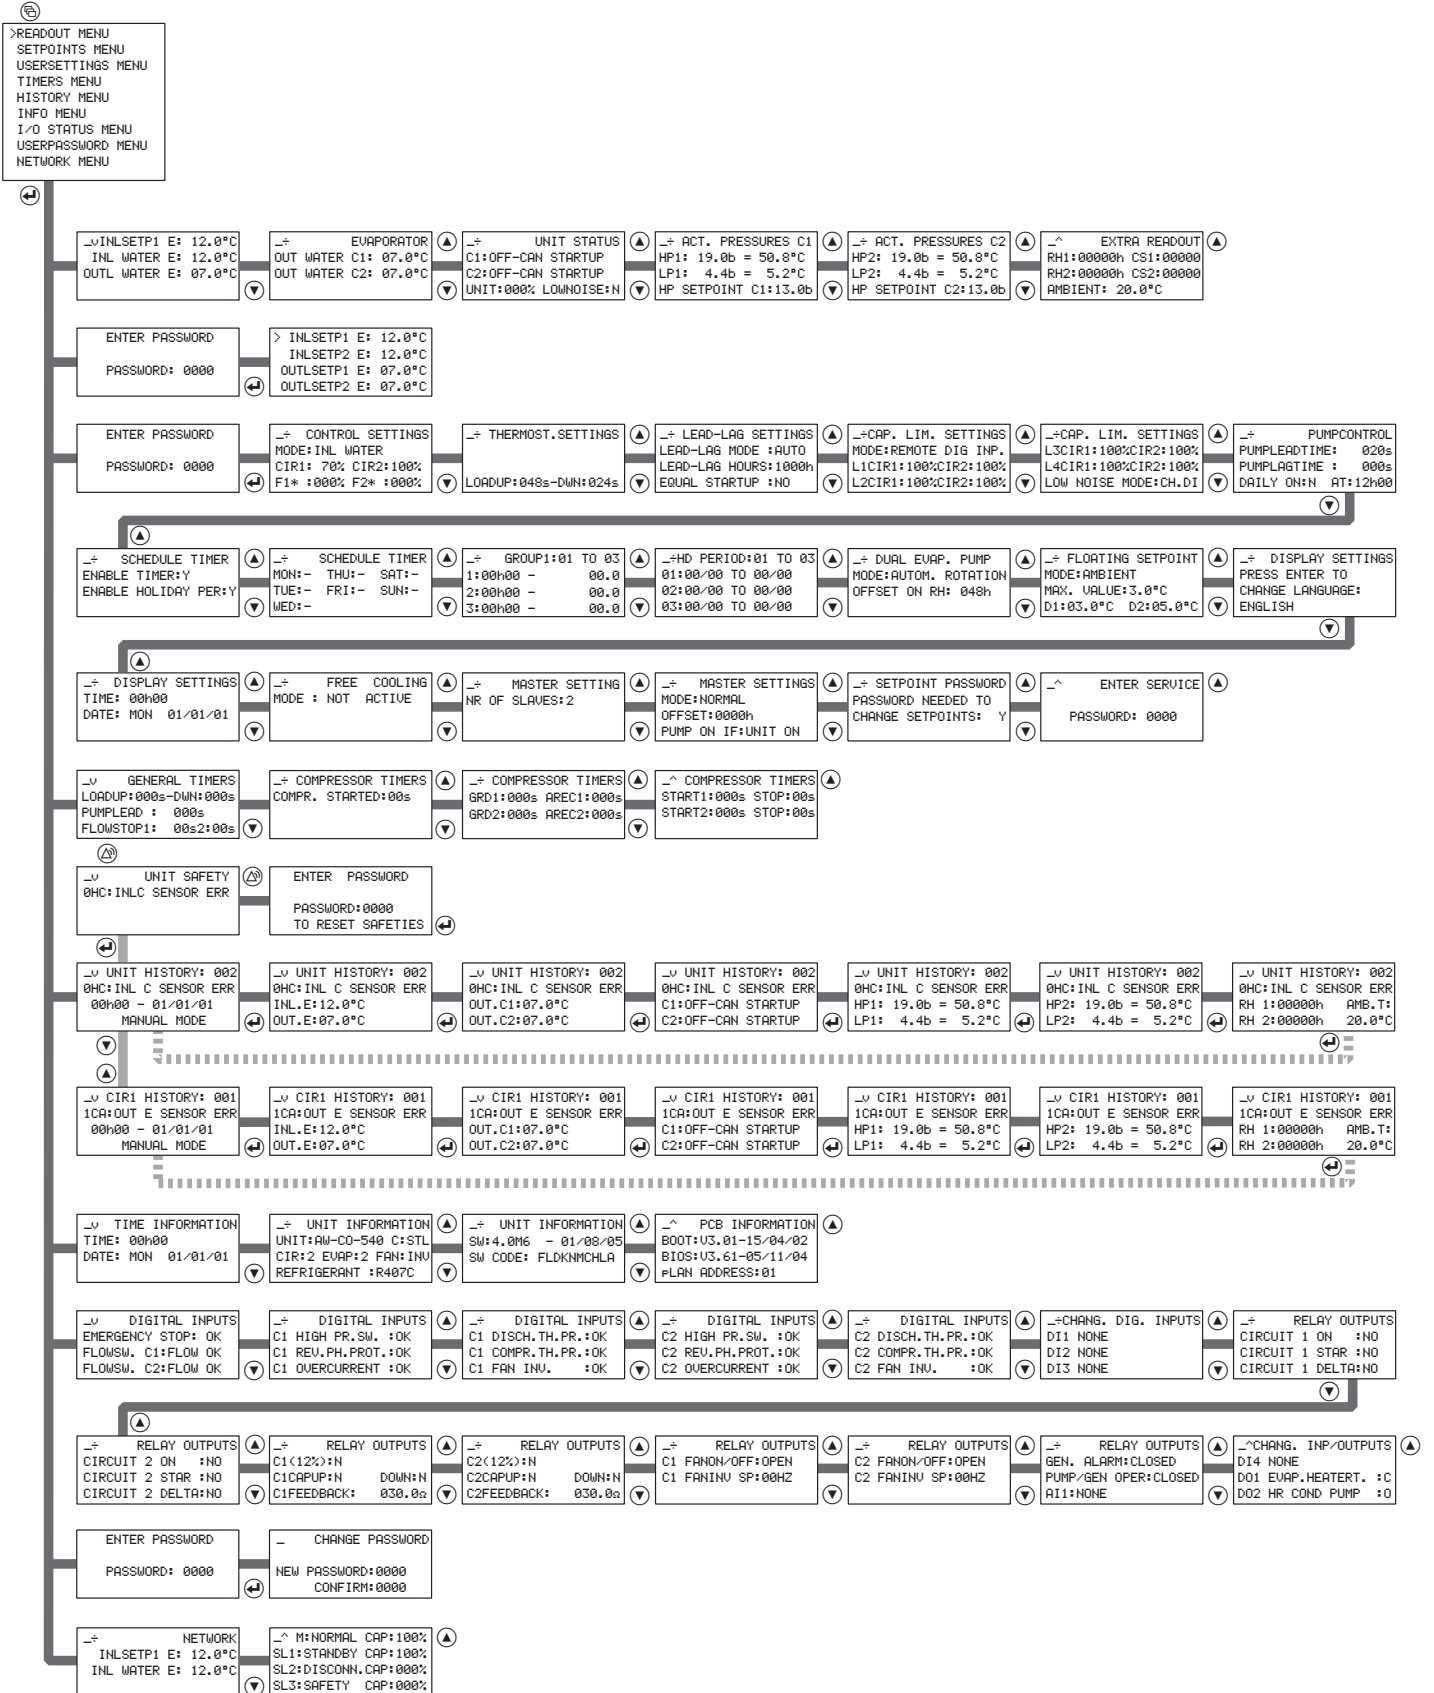 >READOUT MENU
SETPOINTS MENU
USERSETTINGS MENU
TIMERS MENU
HISTORY MENU
INFO MENU
I/O STATUS MENU
USERPASSWORD MENU
NETWORK MENU
_vINLSETP1 E: 12.0°C
INL WATER E: 12.0°C
OUTL WATER E: 07.0°C
_÷ EVAPORATOR
OUT WATER C1: 07.0°C
OUT WATER C2: 07.0°C
_÷ UNIT STATUS
C1:OFF-CAN STARTUP
C2:OFF-CAN STARTUP
UNIT:000% LOWNOISE:N
_÷ ACT. PRESSURES C1
HP1: 19.0b = 50.8°C
LP1: 4.4b = 5.2°C
HP SETPOINT C1:13.0b
_÷ ACT. PRESSURES C2
HP2: 19.0b = 50.8°C
LP2: 4.4b = 5.2°C
HP SETPOINT C2:13.0b
_^ EXTRA READOUT
RH1:00000h CS1:00000
RH2:00000h CS2:00000
AMBIENT: 20.0°C
ENTER PASSWORD
PASSWORD: 0000
> INLSETP1 E: 12.0°C
INLSETP2 E: 12.0°C
OUTLSETP1 E: 07.0°C
OUTLSETP2 E: 07.0°C
ENTER PASSWORD
PASSWORD: 0000
_÷ CONTROL SETTINGS
MODE:INL WATER
CIR1: 70% CIR2:100%
F1* :000% F2* :000%
_÷ THERMOST.SETTINGS
LOADUP:048s-DWN:024s
_÷ LEAD-LAG SETTINGS
LEAD-LAG MODE :AUTO
LEAD-LAG HOURS:1000h
EQUAL STARTUP :NO
_÷CAP. LIM. SETTINGS
MODE:REMOTE DIG INP.
L1CIR1:100%CIR2:100%
L2CIR1:100%CIR2:100%
_÷CAP. LIM. SETTINGS
L3CIR1:100%CIR2:100%
L4CIR1:100%CIR2:100%
LOW NOISE MODE:CH.DI
_÷ PUMPCONTROL
PUMPLEADTIME: 020s
PUMPLAGTIME : 000s
DAILY ON:N AT:12h00
_÷ SCHEDULE TIMER
ENABLE TIMER:Y
ENABLE HOLIDAY PER:Y
_÷ SCHEDULE TIMER
MON:- THU:- SAT:-
TUE:- FRI:- SUN:-
WED:-
_÷ GROUP1:01 TO 03
1:00h00 - 00.0
2:00h00 - 00.0
3:00h00 - 00.0
_÷HD PERIOD:01 TO 03
01:00/00 TO 00/00
02:00/00 TO 00/00
03:00/00 TO 00/00
_÷ DUAL EVAP. PUMP
MODE:AUTOM. ROTATION
OFFSET ON RH: 048h
_÷ FLOATING SETPOINT
MODE:AMBIENT
MAX. VALUE:3.0°C
D1:03.0°C D2:05.0°C
_÷ DISPLAY SETTINGS
PRESS ENTER TO
CHANGE LANGUAGE:
ENGLISH
_÷ DISPLAY SETTINGS
TIME: 00h00
DATE: MON 01/01/01
_÷ FREE COOLING
MODE : NOT ACTIVE
_÷ MASTER SETTING
NR OF SLAVES:2
_÷ MASTER SETTINGS
MODE:NORMAL
OFFSET:0000h
PUMP ON IF:UNIT ON
_÷ SETPOINT PASSWORD
PASSWORD NEEDED TO
CHANGE SETPOINTS: Y
_^ ENTER SERVICE
PASSWORD: 0000
_v GENERAL TIMERS
LOADUP:000s-DWN:000s
PUMPLEAD : 000s
FLOWSTOP1: 00s2:00s
_÷ COMPRESSOR TIMERS
COMPR. STARTED:00s
_÷ COMPRESSOR TIMERS
GRD1:000s AREC1:000s
GRD2:000s AREC2:000s
_^ COMPRESSOR TIMERS
START1:000s STOP:00s
START2:000s STOP:00s
_v UNIT SAFETY
0HC:INLC SENSOR ERR
ENTER PASSWORD
PASSWORD:0000
TO RESET SAFETIES
_v UNIT HISTORY: 002
0HC:INL C SENSOR ERR
00h00 - 01/01/01
MANUAL MODE
_v UNIT HISTORY: 002
0HC:INL C SENSOR ERR
INL.E:12.0°C
OUT.E:07.0°C
_v UNIT HISTORY: 002
0HC:INL C SENSOR ERR
OUT.C1:07.0°C
OUT.C2:07.0°C
_v UNIT HISTORY: 002
0HC:INL C SENSOR ERR
C1:OFF-CAN STARTUP
C2:OFF-CAN STARTUP
_v UNIT HISTORY: 002
0HC:INL C SENSOR ERR
HP1: 19.0b = 50.8°C
LP1: 4.4b = 5.2°C
_v UNIT HISTORY: 002
0HC:INL C SENSOR ERR
HP2: 19.0b = 50.8°C
LP2: 4.4b = 5.2°C
_v UNIT HISTORY: 002
0HC:INL C SENSOR ERR
RH 1:00000h AMB.T:
RH 2:00000h 20.0°C
_v CIR1 HISTORY: 001
1CA:OUT E SENSOR ERR
00h00 - 01/01/01
MANUAL MODE
_v CIR1 HISTORY: 001
1CA:OUT E SENSOR ERR
INL.E:12.0°C
OUT.E:07.0°C
_v CIR1 HISTORY: 001
1CA:OUT E SENSOR ERR
OUT.C1:07.0°C
OUT.C2:07.0°C
_v CIR1 HISTORY: 001
1CA:OUT E SENSOR ERR
C1:OFF-CAN STARTUP
C2:OFF-CAN STARTUP
_v CIR1 HISTORY: 001
1CA:OUT E SENSOR ERR
HP1: 19.0b = 50.8°C
LP1: 4.4b = 5.2°C
_v CIR1 HISTORY: 001
1CA:OUT E SENSOR ERR
HP2: 19.0b = 50.8°C
LP2: 4.4b = 5.2°C
_v CIR1 HISTORY: 001
1CA:OUT E SENSOR ERR
RH 1:00000h AMB.T:
RH 2:00000h 20.0°C
_v TIME INFORMATION
TIME: 00h00
DATE: MON 01/01/01
_÷ UNIT INFORMATION
UNIT:AW-CO-540 C:STL
CIR:2 EVAP:2 FAN:INV
REFRIGERANT :R407C
_÷ UNIT INFORMATION
SW:4.0M6 - 01/08/05
SW CODE: FLDKNMCHLA
_^ PCB INFORMATION
BOOT:V3.01-15/04/02
BIOS:V3.61-05/11/04
pLAN ADDRESS:01
_v DIGITAL INPUTS
EMERGENCY STOP: OK
FLOWSW. C1:FLOW OK
FLOWSW. C2:FLOW OK
_÷ DIGITAL INPUTS
C1 HIGH PR.SW. :OK
C1 REV.PH.PROT.:OK
C1 OVERCURRENT :OK
_÷ DIGITAL INPUTS
C1 DISCH.TH.PR.:OK
C1 COMPR.TH.PR.:OK
C1 FAN INV. :OK
_÷ DIGITAL INPUTS
C2 HIGH PR.SW. :OK
C2 REV.PH.PROT.:OK
C2 OVERCURRENT :OK
_÷ DIGITAL INPUTS
C2 DISCH.TH.PR.:OK
C2 COMPR.TH.PR.:OK
C2 FAN INV. :OK
_÷CHANG. DIG. INPUTS
DI1 NONE
DI2 NONE
DI3 NONE
_÷ RELAY OUTPUTS
CIRCUIT 1 ON :NO
CIRCUIT 1 STAR :NO
CIRCUIT 1 DELTA:NO
_÷ RELAY OUTPUTS
CIRCUIT 2 ON :NO
CIRCUIT 2 STAR :NO
CIRCUIT 2 DELTA:NO
_÷ RELAY OUTPUTS
C1(12%):N
C1CAPUP:N DOWN:N
C1FEEDBACK: 030.0Ω
_÷ RELAY OUTPUTS
C2(12%):N
C2CAPUP:N DOWN:N
C2FEEDBACK: 030.0Ω
_÷ RELAY OUTPUTS
C1 FANON/OFF:OPEN
C1 FANINV SP:00HZ
_÷ RELAY OUTPUTS
C2 FANON/OFF:OPEN
C2 FANINV SP:00HZ
_÷ RELAY OUTPUTS
GEN. ALARM:CLOSED
PUMP/GEN OPER:CLOSED
AI1:NONE
_^CHANG. INP/OUTPUTS
DI4 NONE
DO1 EVAP.HEATERT. :C
DO2 HR COND PUMP :O
ENTER PASSWORD
PASSWORD: 0000
_ CHANGE PASSWORD
NEW PASSWORD:0000
CONFIRM:0000
_÷ NETWORK
INLSETP1 E: 12.0°C
INL WATER E: 12.0°C
_^ M:NORMAL CAP:100%
SL1:STANDBY CAP:100%
SL2:DISCONN.CAP:000%
SL3:SAFETY CAP:000%